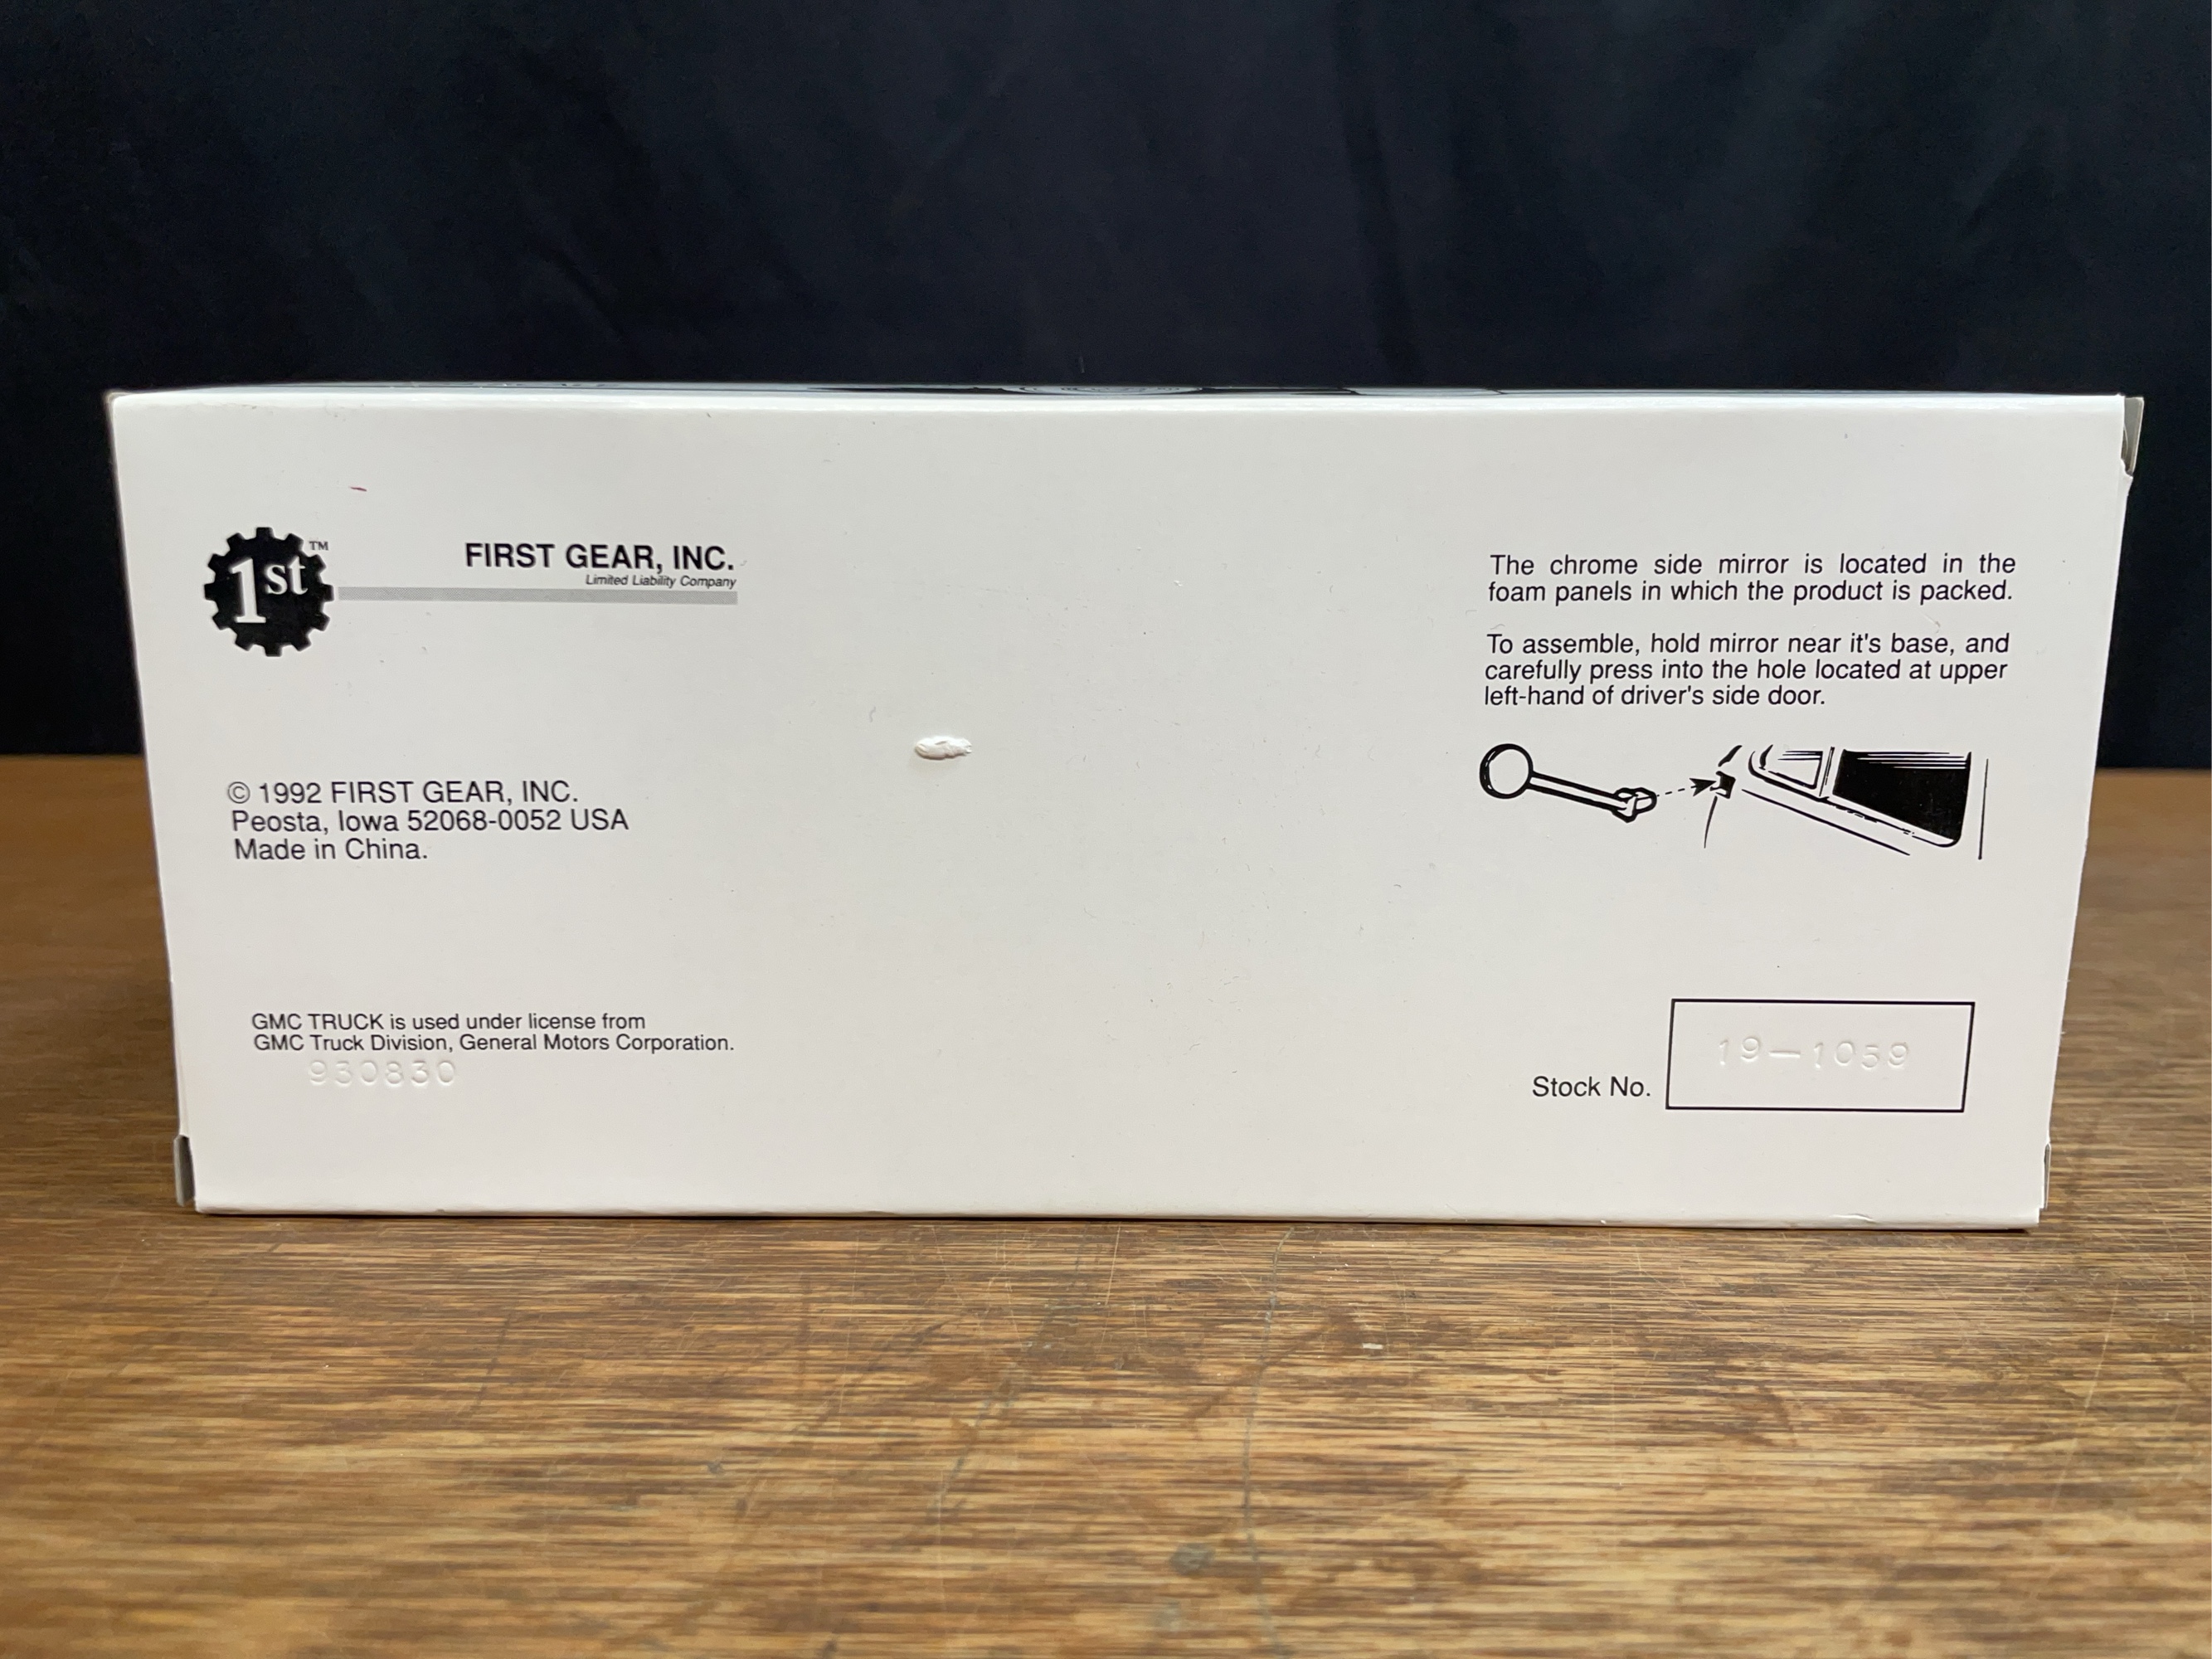 1st™
FIRST GEAR, INC.
Limited Liability Company
© 1992 FIRST GEAR, INC.
Peosta, Iowa 52068-0052 USA
Made in China.
GMC TRUCK is used under license from
GMC Truck Division, General Motors Corporation.
930830
The chrome side mirror is located in the
foam panels in which the product is packed.
To assemble, hold mirror near it's base, and
carefully press into the hole located at upper
left-hand of driver's side door.
Stock No.
19-1059